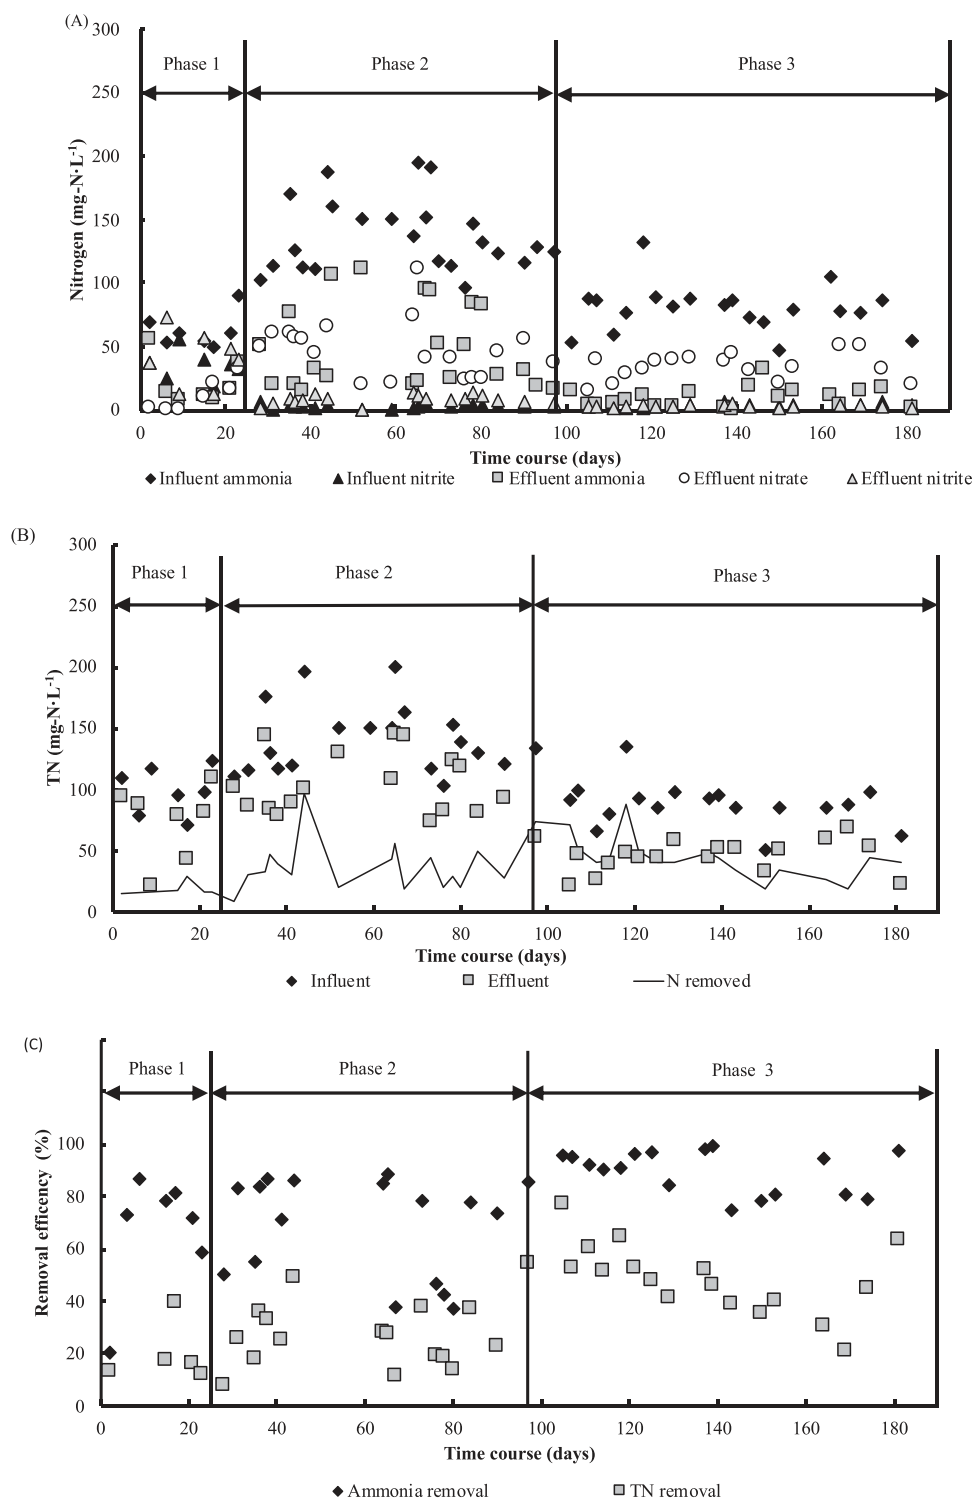 (A)
300
Phase 1 Phase 2 Phase 3
250
200
150
100
50
0
Nitrogen (mg-N·L-1)
0 20 40 60 80 100 120 140 160 180
Time course (days)
Influent ammonia Influent nitrite Effluent ammonia Effluent nitrate Effluent nitrite
(B)
300
Phase 1 Phase 2 Phase 3
250
200
150
100
50
0
TN (mg-N·L-1)
0 20 40 60 80 100 120 140 160 180
Time course (days)
Influent Effluent N removed
(C)
Phase 1 Phase 2 Phase 3
100
80
60
40
20
0
Removal efficency (%)
0 20 40 60 80 100 120 140 160 180
Time course (days)
Ammonia removal TN removal